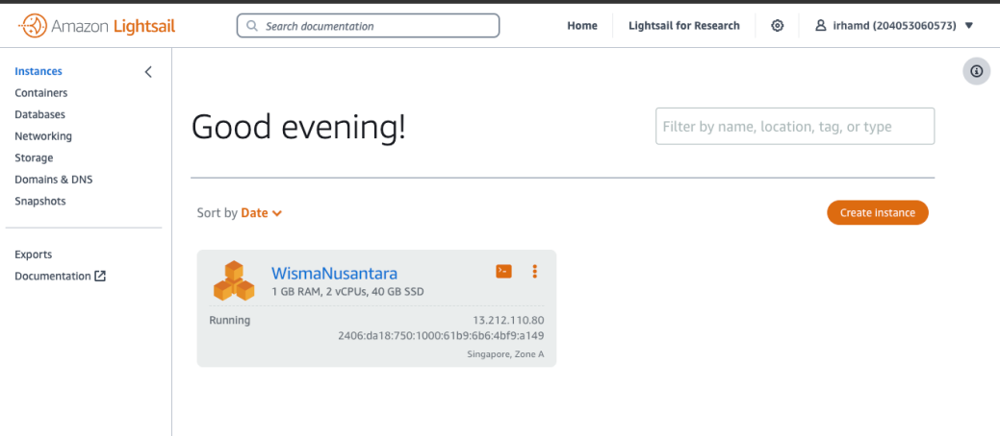 Amazon Lightsail
Search documentation
Home
Lightsail for Research
irhamd (204053060573)
Instances
Containers
Databases
Networking
Storage
Domains & DNS
Snapshots
Exports
Documentation
Good evening!
Filter by name, location, tag, or type
Sort by Date
Create instance
WismaNusantara
1 GB RAM, 2 vCPUs, 40 GB SSD
Running
13.212.110.80
2406:da18:750:1000:61b9:6b6:4bf9:a149
Singapore, Zone A